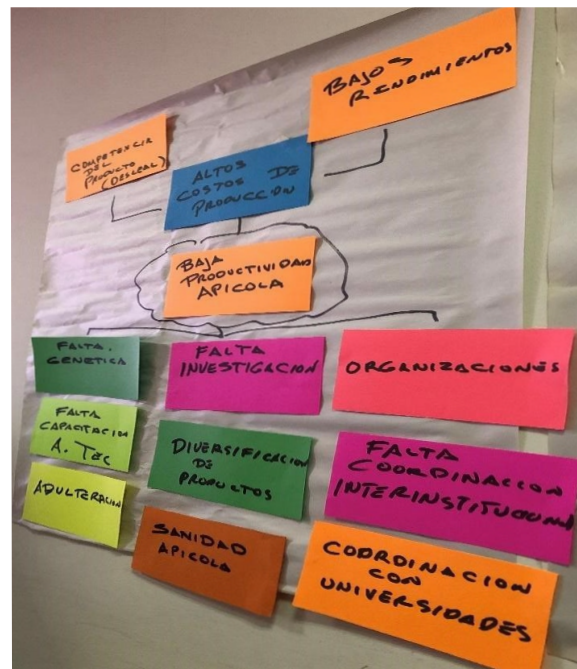 BAJOS
RENDIMIENTOS
COMPETENCIA
DEL
PRODUCTO
(DESLEAL)
ALTOS
COSTOS DE
PRODUCCION
BAJA
PRODUCTIVIDAD
APICOLA
FALTA.
GENETICA
FALTA
INVESTIGACION
ORGANIZACIONES
FALTA
CAPACITACION
A. TEC
DIVERSIFICACION
DE
PRODUCTOS
FALTA
COORDINACION
INTERINSTITUCIONAL
ADULTERACION
SANIDAD
APICOLA
COORDINACION
CON
UNIVERSIDADES